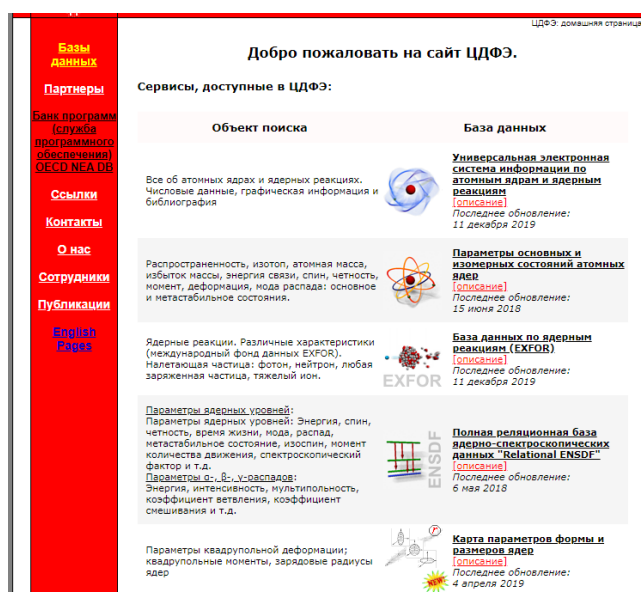 ЦДФЭ: домашняя страница
Базы
данных
Партнеры
Банк программ
(служба
программного
обеспечения)
OECD NEA DB
Ссылки
Контакты
О нас
Сотрудники
Публикации
English
Pages
Добро пожаловать на сайт ЦДФЭ.
Сервисы, доступные в ЦДФЭ:
Объект поиска
База данных
Все об атомных ядрах и ядерных реакциях.
Числовые данные, графическая информация и
библиография
Универсальная электронная
система информации по
атомным ядрам и ядерным
реакциям
[описание]
Последнее обновление:
11 декабря 2019
Распространенность, изотоп, атомная масса,
избыток массы, энергия связи, спин, четность,
момент, деформация, мода распада: основное
и метастабильное состояния.
Параметры основных и
изомерных состояний атомных
ядер
[описание]
Последнее обновление:
15 июня 2018
Ядерные реакции. Различные характеристики
(международный фонд данных EXFOR).
Налетающая частица: фотон, нейтрон, любая
заряженная частица, тяжелый ион.
EXFOR
База данных по ядерным
реакциям (EXFOR)
[описание]
Последнее обновление:
11 декабря 2019
Параметры ядерных уровней:
Параметры ядерных уровней: Энергия, спин,
четность, время жизни, мода, распад,
метастабильное состояние, изоспин, момент
количества движения, спектроскопический
фактор и т.д.
Параметры α-, β-, γ-распадов:
Энергия, интенсивность, мультипольность,
коэффициент ветвления, коэффициент
смешивания и т.д.
ENSDF
Полная реляционная база
ядерно-спектроскопических
данных "Relational ENSDF"
[описание]
Последнее обновление:
6 мая 2018
Параметры квадрупольной деформации;
квадрупольные моменты, зарядовые радиусы
ядер
NEW!
Карта параметров формы и
размеров ядер
[описание]
Последнее обновление:
4 апреля 2019